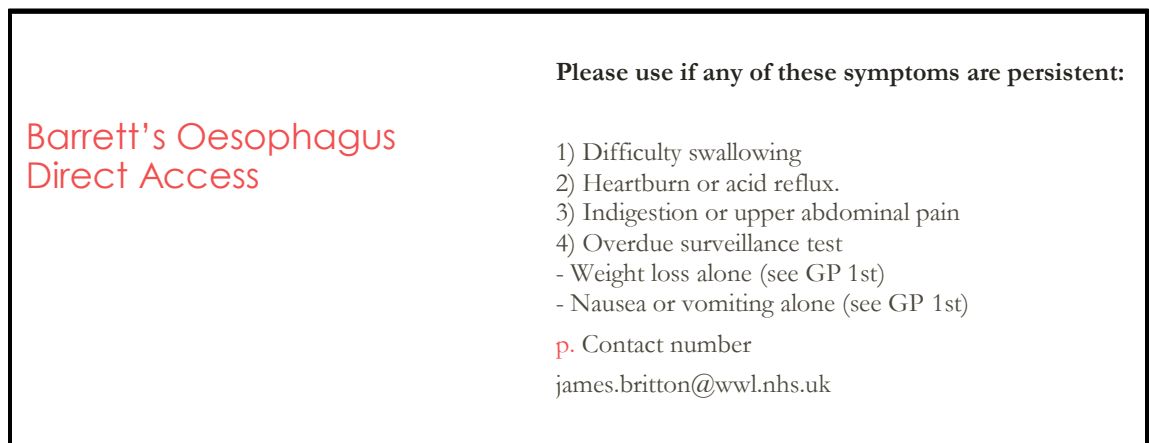 Barrett’s Oesophagus
Direct Access
Please use if any of these symptoms are persistent:
1) Difficulty swallowing
2) Heartburn or acid reflux.
3) Indigestion or upper abdominal pain
4) Overdue surveillance test
- Weight loss alone (see GP 1st)
- Nausea or vomiting alone (see GP 1st)
p. Contact number
james.britton@wwl.nhs.uk